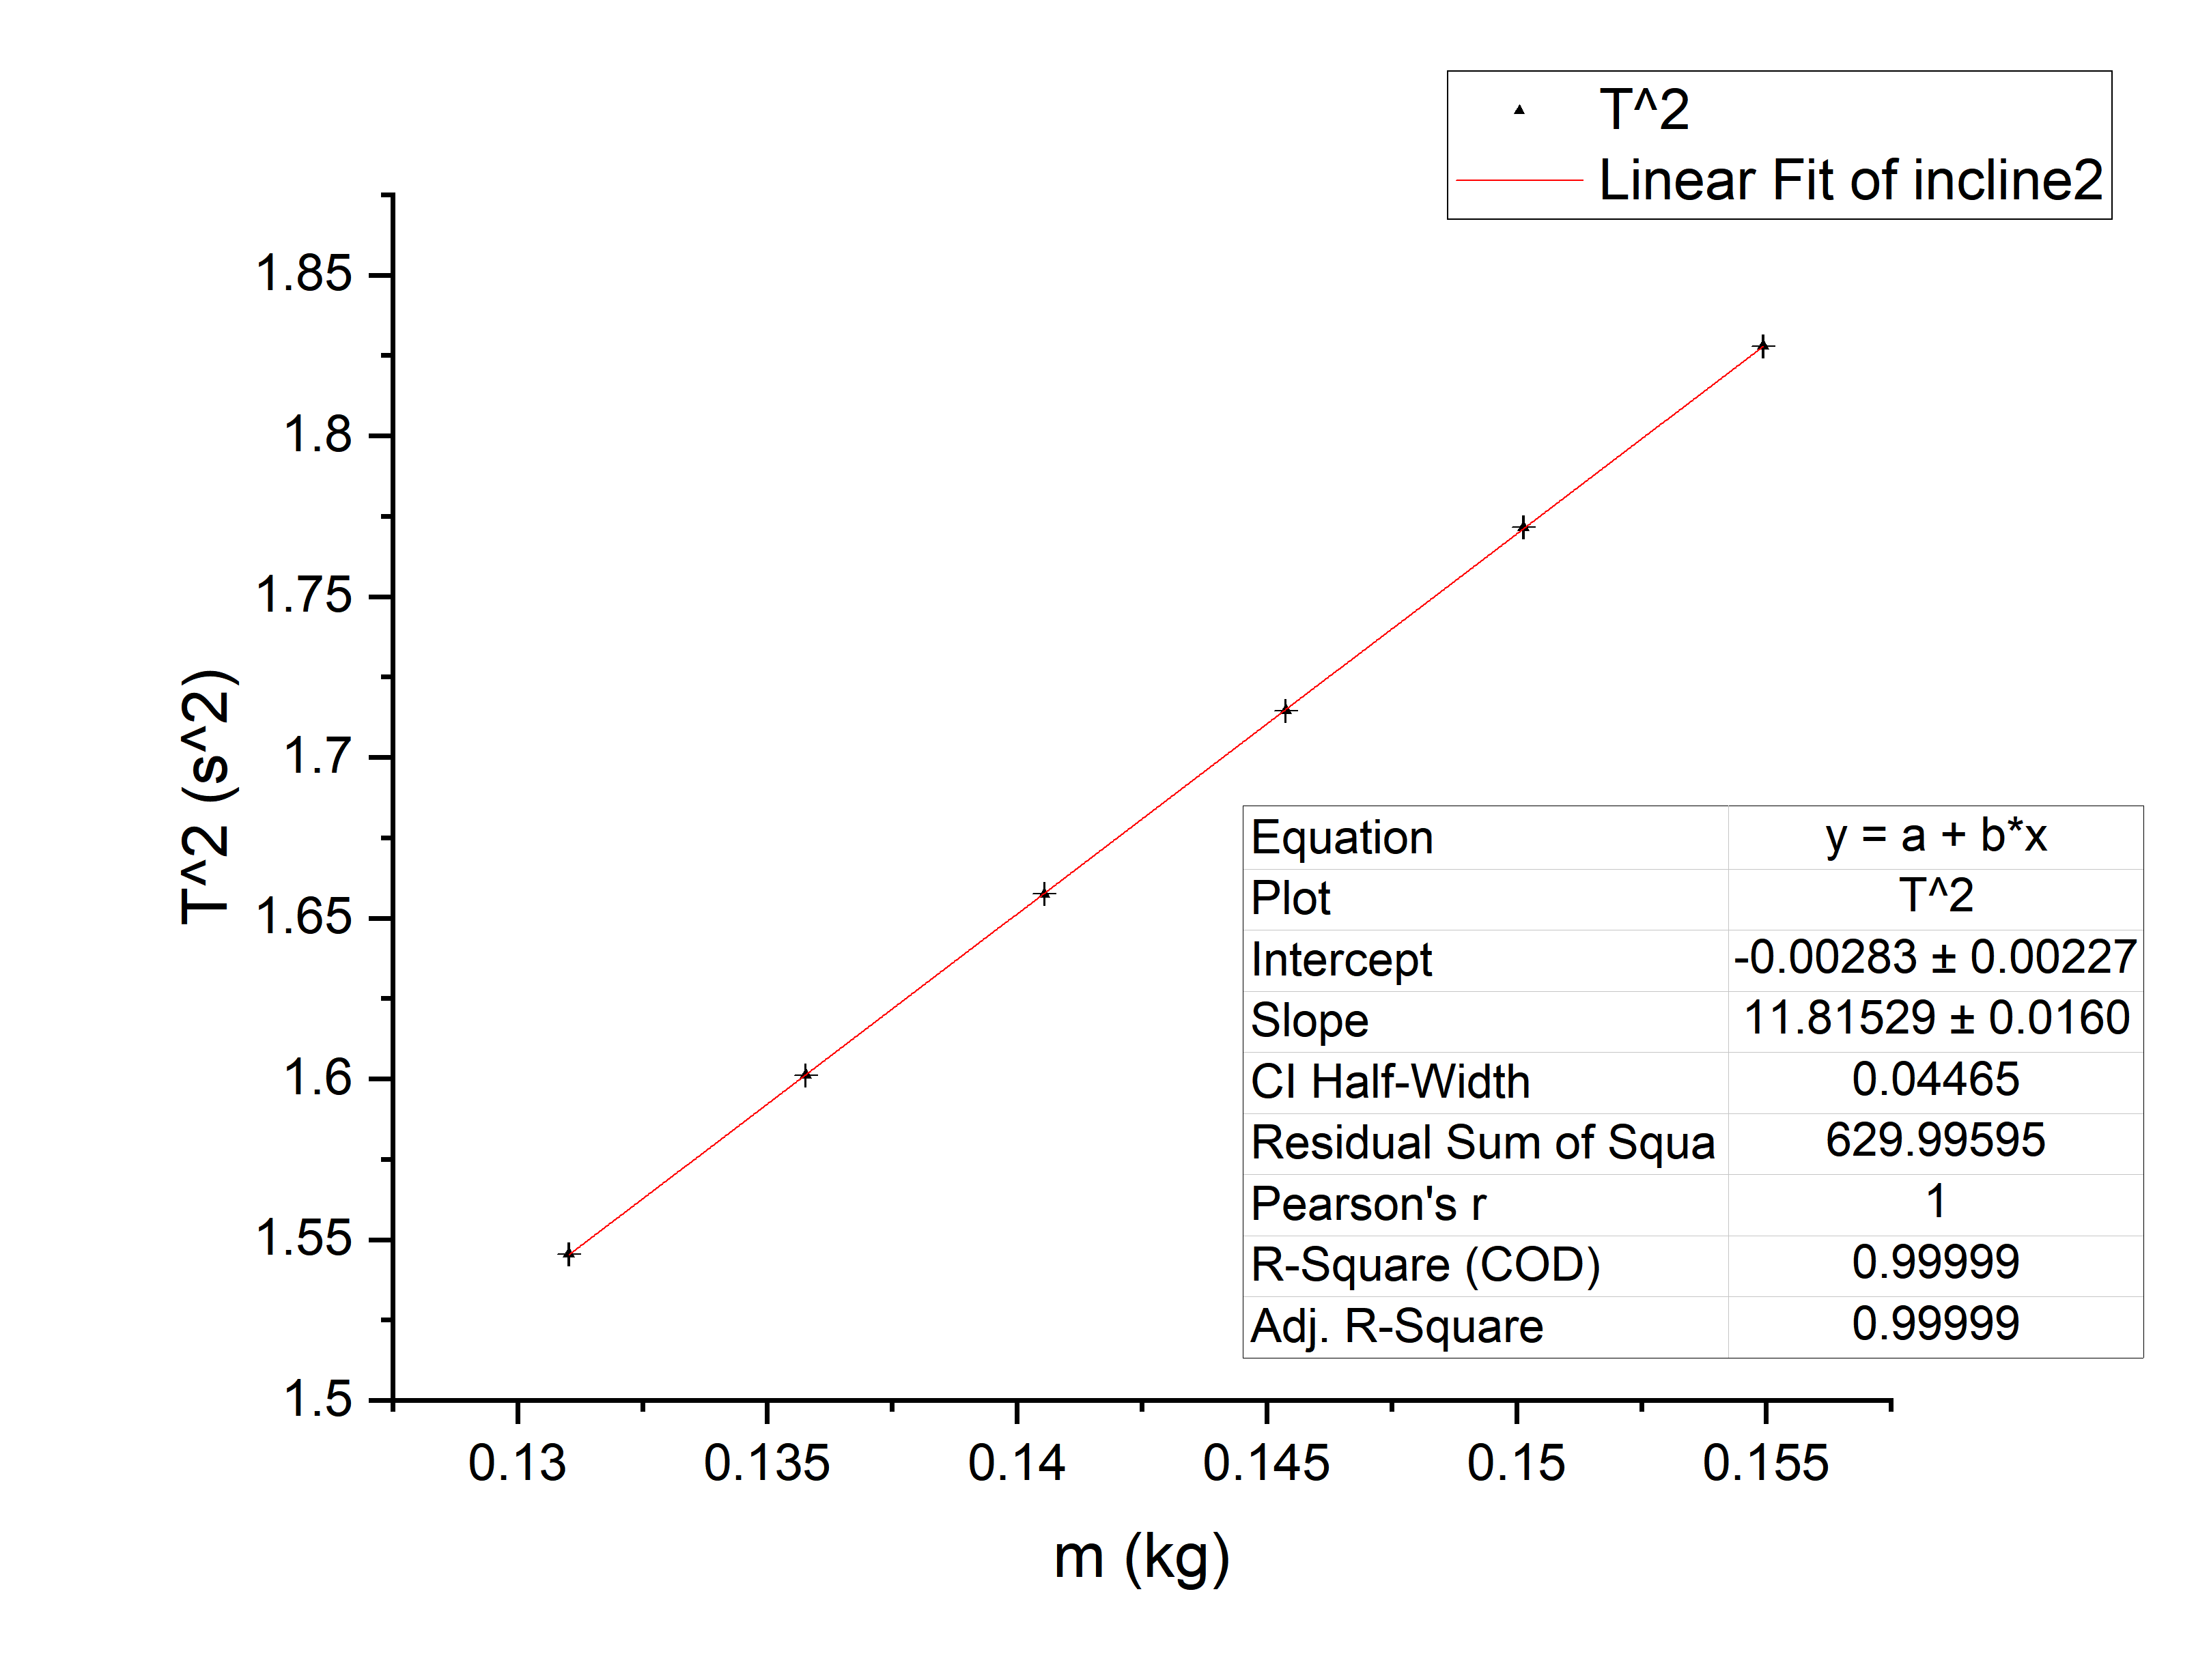 T^2
Linear Fit of incline2
1.85
1.8
1.75
1.7
1.65
1.6
1.55
1.5
T^2 (s^2)
Equation y = a + b*x
Plot T^2
Intercept -0.00283 ± 0.00227
Slope 11.81529 ± 0.0160
CI Half-Width 0.04465
Residual Sum of Squa 629.99595
Pearson's r 1
R-Square (COD) 0.99999
Adj. R-Square 0.99999
0.13 0.135 0.14 0.145 0.15 0.155
m (kg)